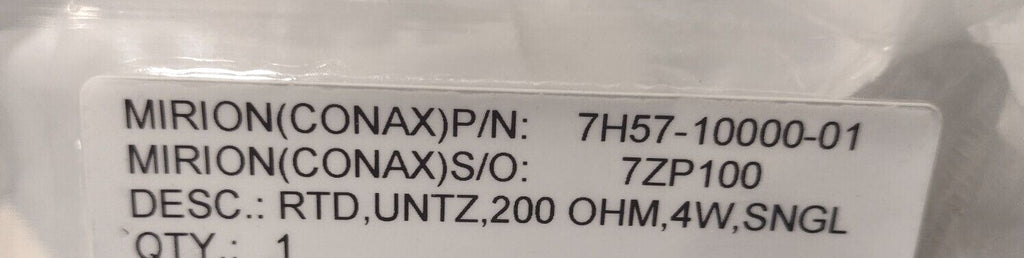 MIRION(CONAX)P/N: 7H57-10000-01
MIRION(CONAX)S/O: 7ZP100
DESC.: RTD,UNTZ,200 OHM,4W,SNGL
QTY.: 1